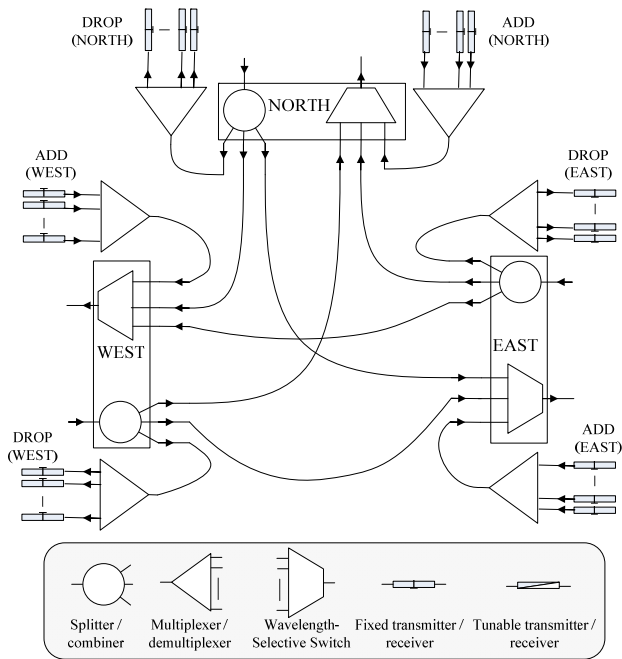 DROP
(NORTH)
ADD
(NORTH)
NORTH
ADD
(WEST)
DROP
(EAST)
WEST
EAST
DROP
(WEST)
ADD
(EAST)
Splitter /
combiner
Multiplexer /
demultiplexer
Wavelength-
Selective Switch
Fixed transmitter /
receiver
Tunable transmitter /
receiver